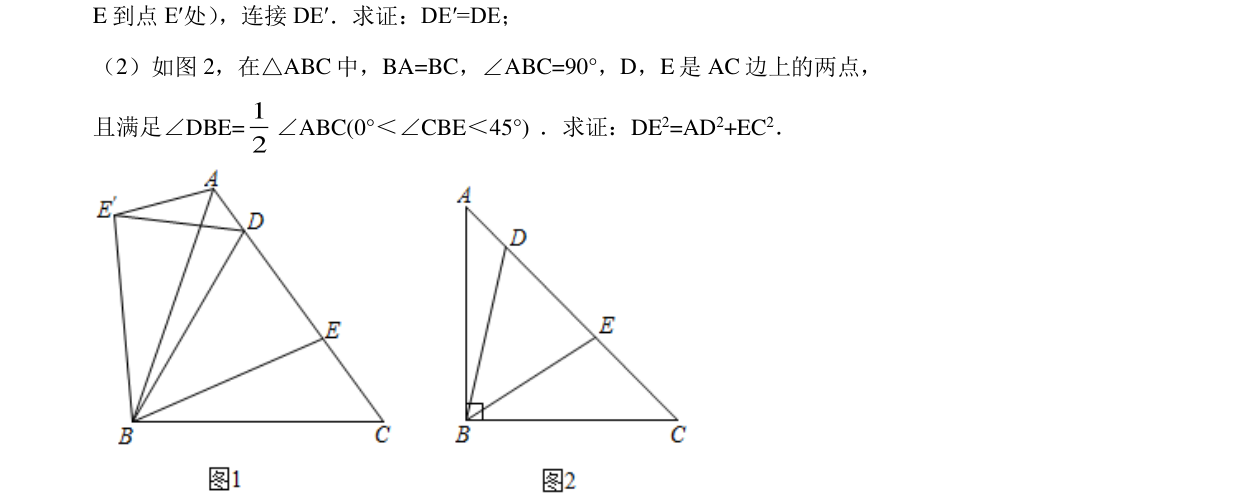 E 到点 E′处），连接 DE′．求证：DE′=DE；
（2）如图 2，在△ABC 中，BA=BC，∠ABC=90°，D，E 是 AC 边上的两点，
且满足∠DBE=1/2 ∠ABC(0°＜∠CBE＜45°)．求证：DE²=AD²+EC²．
A
E′
D
E
B
C
图1
A
D
E
B
C
图2